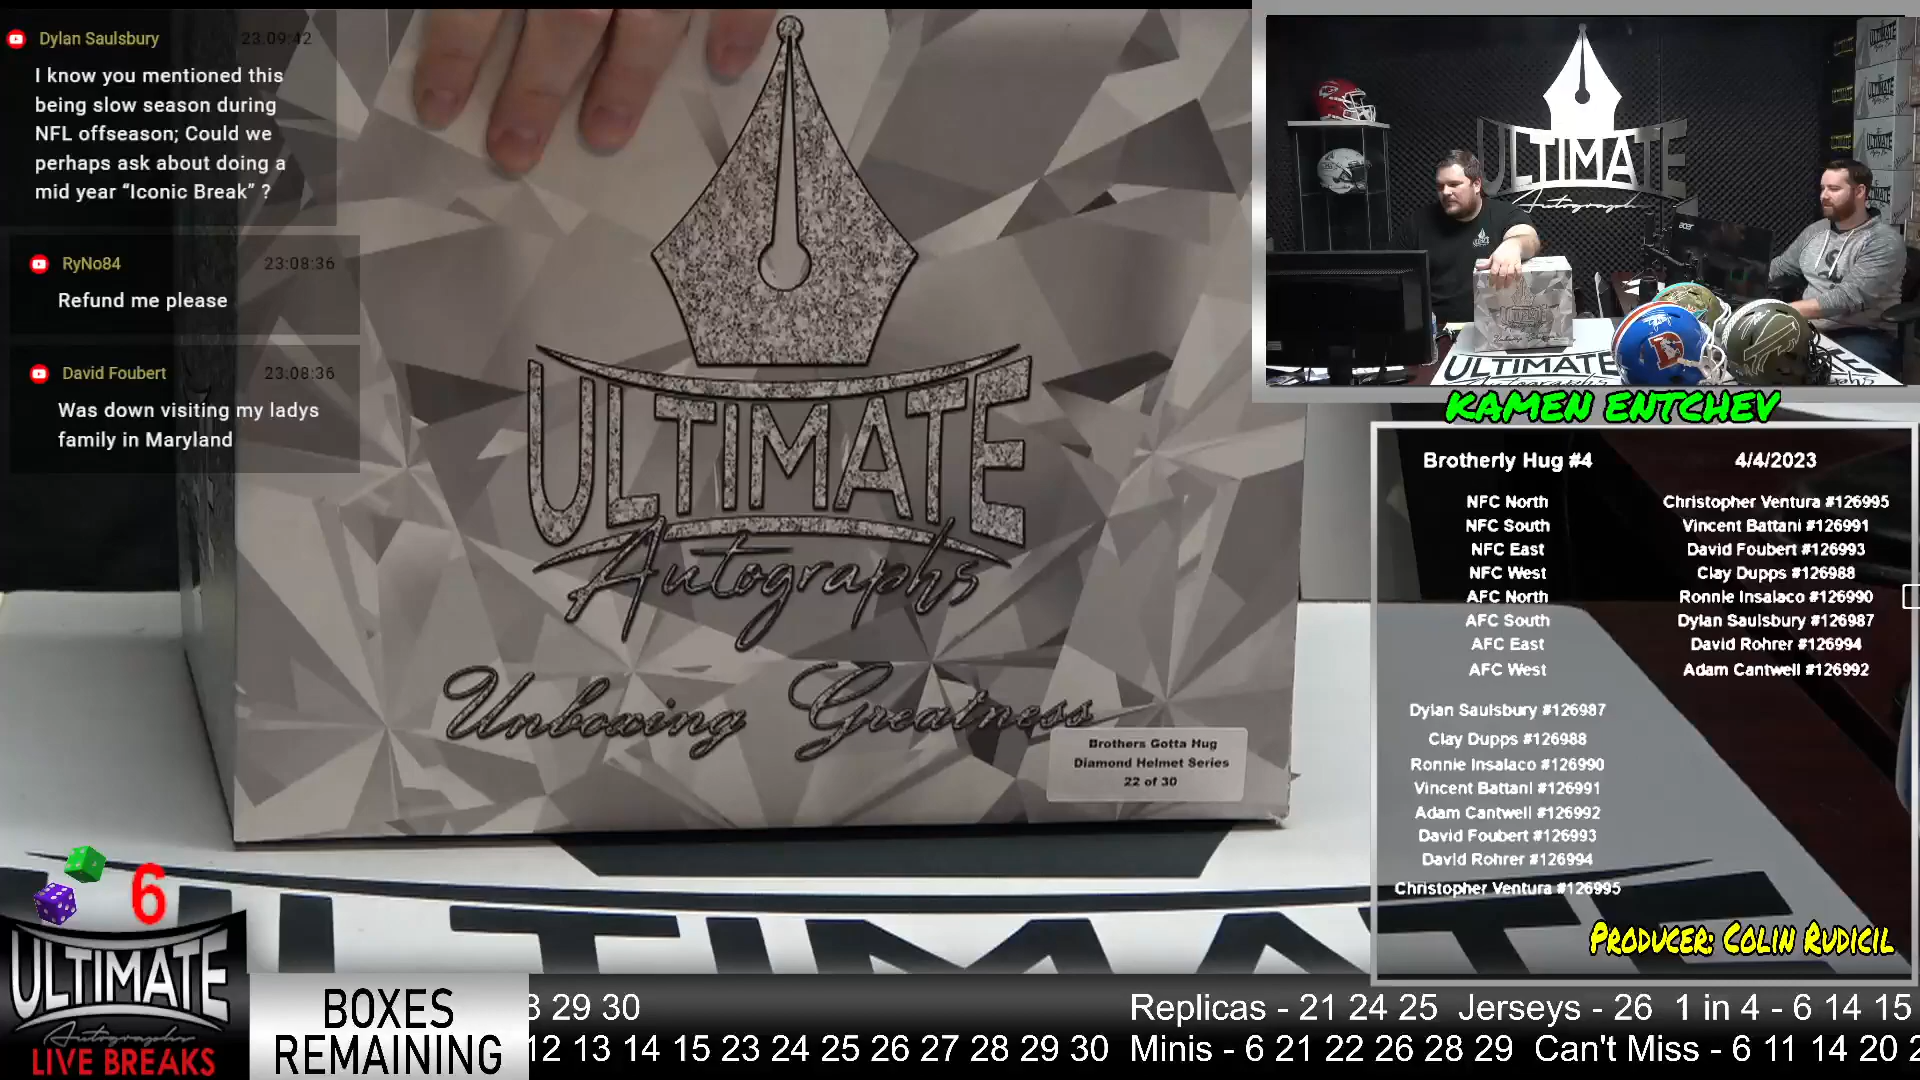 Dylan Saulsbury 23:09:42
I know you mentioned this
being slow season during
NFL offseason; Could we
perhaps ask about doing a
mid year “Iconic Break” ?
RyNo84 23:08:36
Refund me please
David Foubert 23:08:36
Was down visiting my ladys
family in Maryland
ULTIMATE
Autographs
Unboxing Greatness
Brothers Gotta Hug
Diamond Helmet Series
22 of 30
ULTIMATE
Autographs
ULTIMATE
KAMEN ENTCHEV
Brotherly Hug #4 4/4/2023
NFC North Christopher Ventura #126995
NFC South Vincent Battani #126991
NFC East David Foubert #126993
NFC West Clay Dupps #126988
AFC North Ronnie Insalaco #126990
AFC South Dylan Saulsbury #126987
AFC East David Rohrer #126994
AFC West Adam Cantwell #126992
Dylan Saulsbury #126987
Clay Dupps #126988
Ronnie Insalaco #126990
Vincent Battani #126991
Adam Cantwell #126992
David Foubert #126993
David Rohrer #126994
Christopher Ventura #126995
PRODUCER: COLIN RUDICIL
6
ULTIMATE
Autographs
LIVE BREAKS
ULTIMATE
BOXES
REMAINING
29 30 Replicas - 21 24 25 Jerseys - 26 1 in 4 - 6 14 15
12 13 14 15 23 24 25 26 27 28 29 30 Minis - 6 21 22 26 28 29 Can't Miss - 6 11 14 20